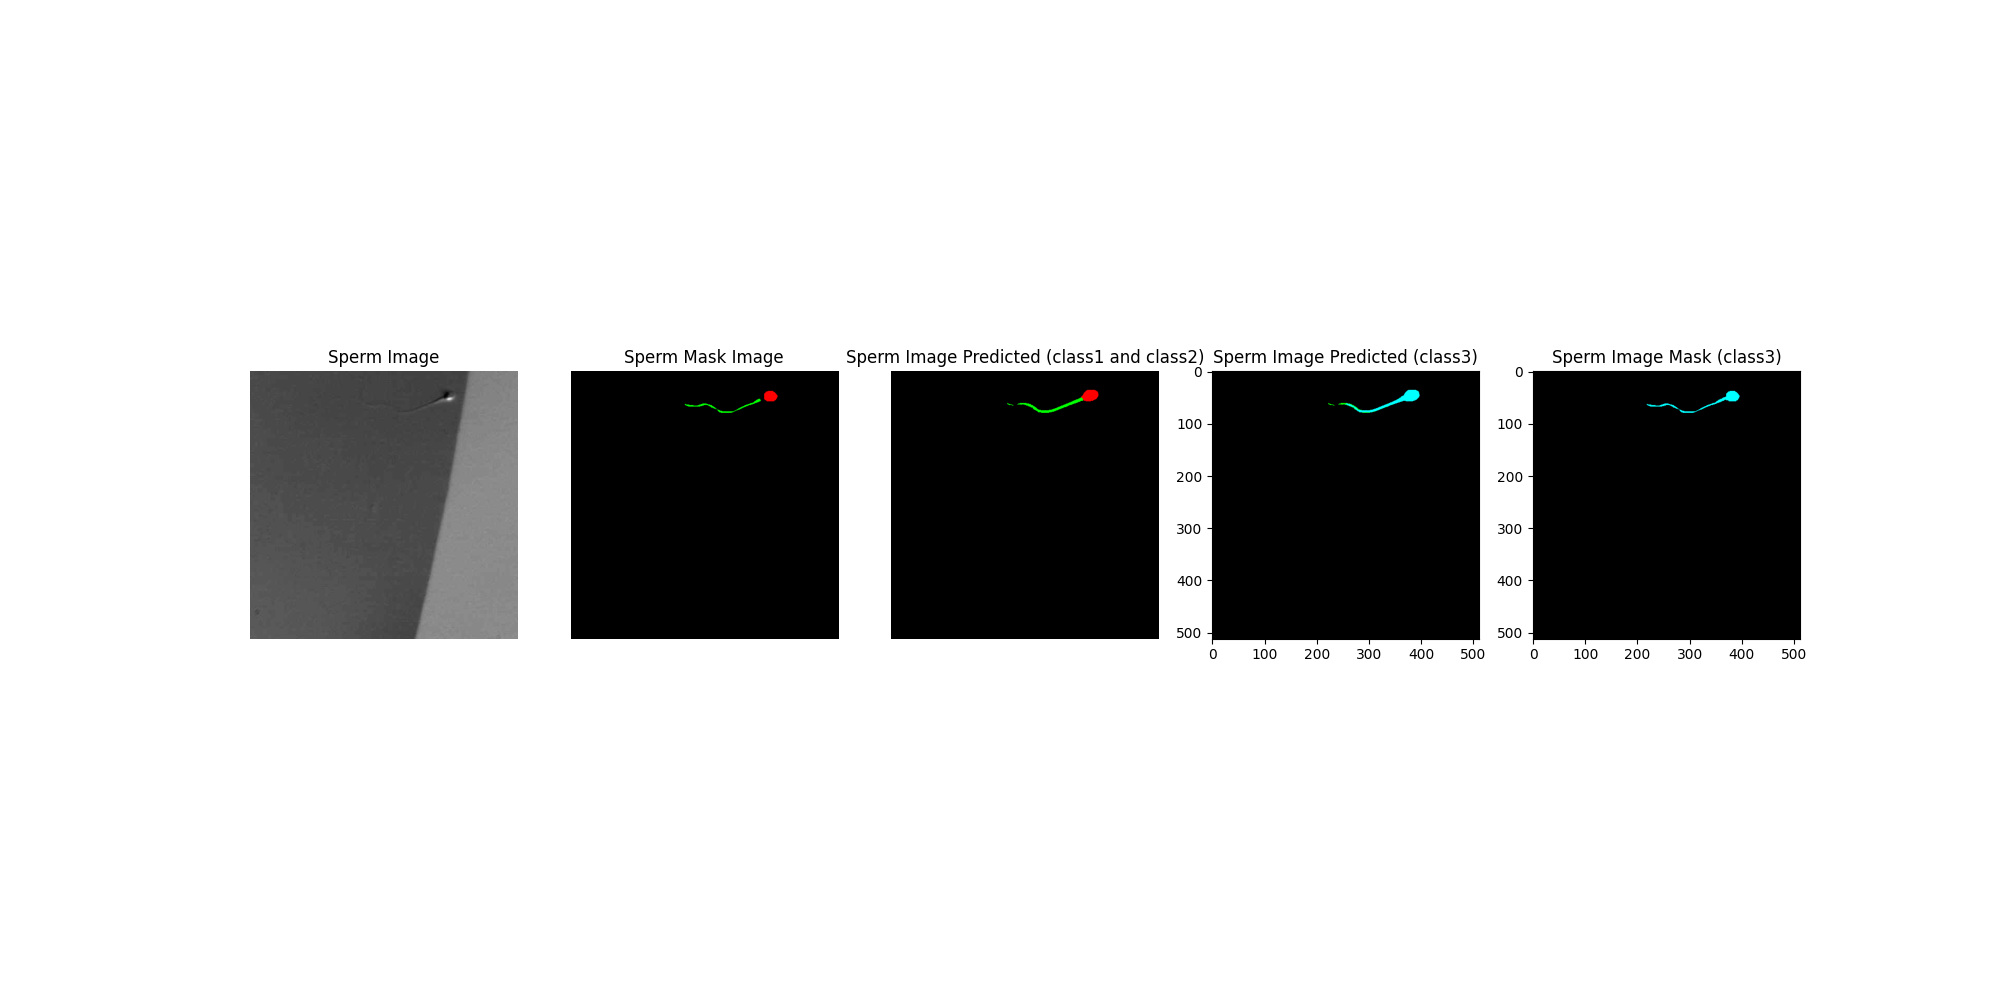 Sperm Image
Sperm Mask Image
Sperm Image Predicted (class1 and class2)
Sperm Image Predicted (class3)
Sperm Image Mask (class3)
0
100
200
300
400
500
0 100 200 300 400 500
0
100
200
300
400
500
0 100 200 300 400 500